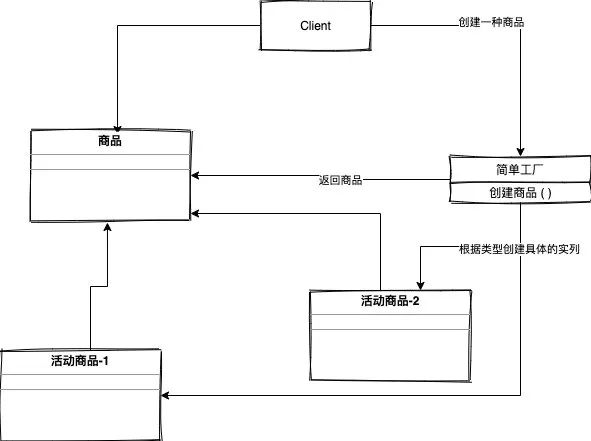 Client
创建一种商品
商品
简单工厂
返回商品
创建商品 ( )
根据类型创建具体的实列
活动商品-2
活动商品-1